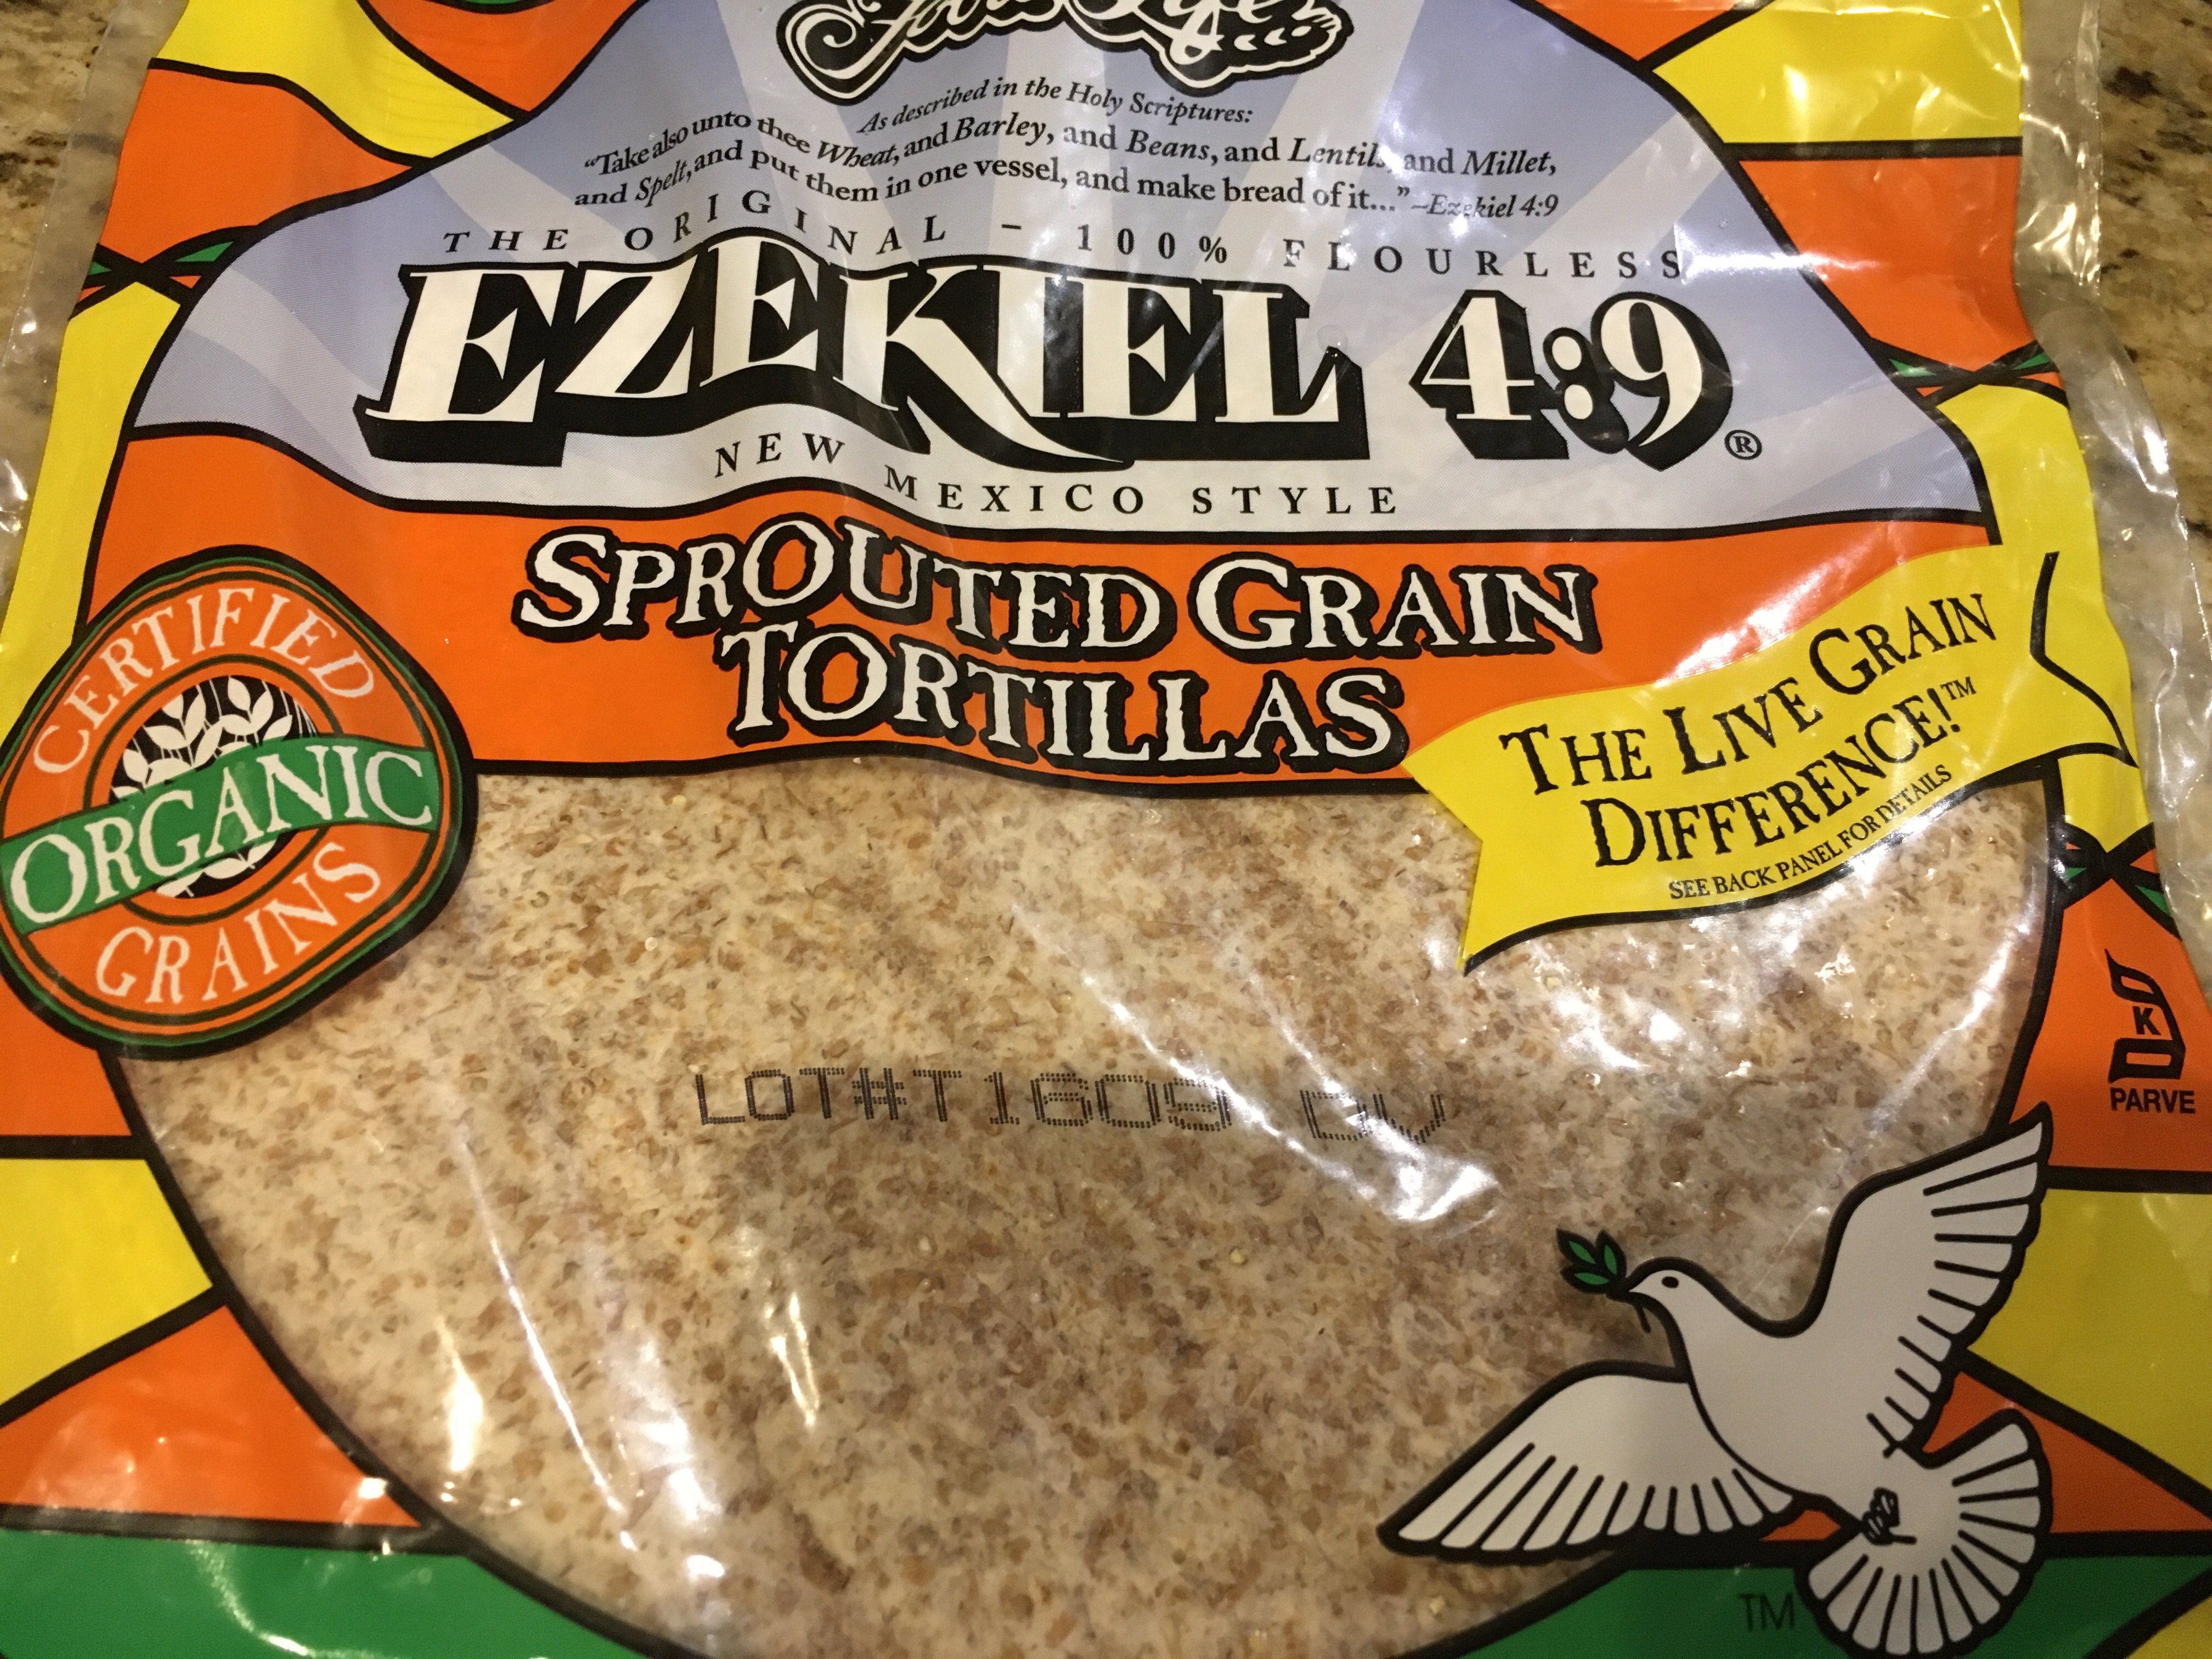 As described in the Holy Scriptures:
"Take also unto thee Wheat, and Barley, and Beans, and Lentils, and Millet,
and Spelt, and put them in one vessel, and make bread of it..." –Ezekiel 4:9
THE ORIGINAL – 100% FLOURLESS
EZEKIEL 4:9®
NEW MEXICO STYLE
SPROUTED GRAIN
TORTILLAS
CERTIFIED
ORGANIC
GRAINS
THE LIVE GRAIN
DIFFERENCE!™
SEE BACK PANEL FOR DETAILS
K
D
PARVE
LOT#T1609 DV
TM